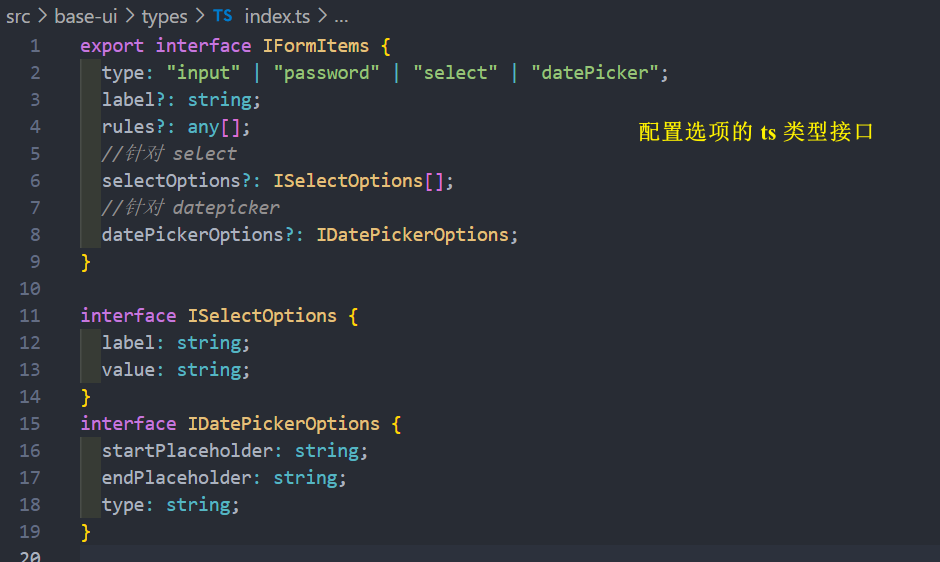 src > base-ui > types > TS index.ts > ...
1 export interface IFormItems {
2 type: "input" | "password" | "select" | "datePicker";
3 label?: string;
4 rules?: any[];
配置选项的 ts 类型接口
5 //针对 select
6 selectOptions?: ISelectOptions[];
7 //针对 datepicker
8 datePickerOptions?: IDatePickerOptions;
9 }
10
11 interface ISelectOptions {
12 label: string;
13 value: string;
14 }
15 interface IDatePickerOptions {
16 startPlaceholder: string;
17 endPlaceholder: string;
18 type: string;
19 }
20